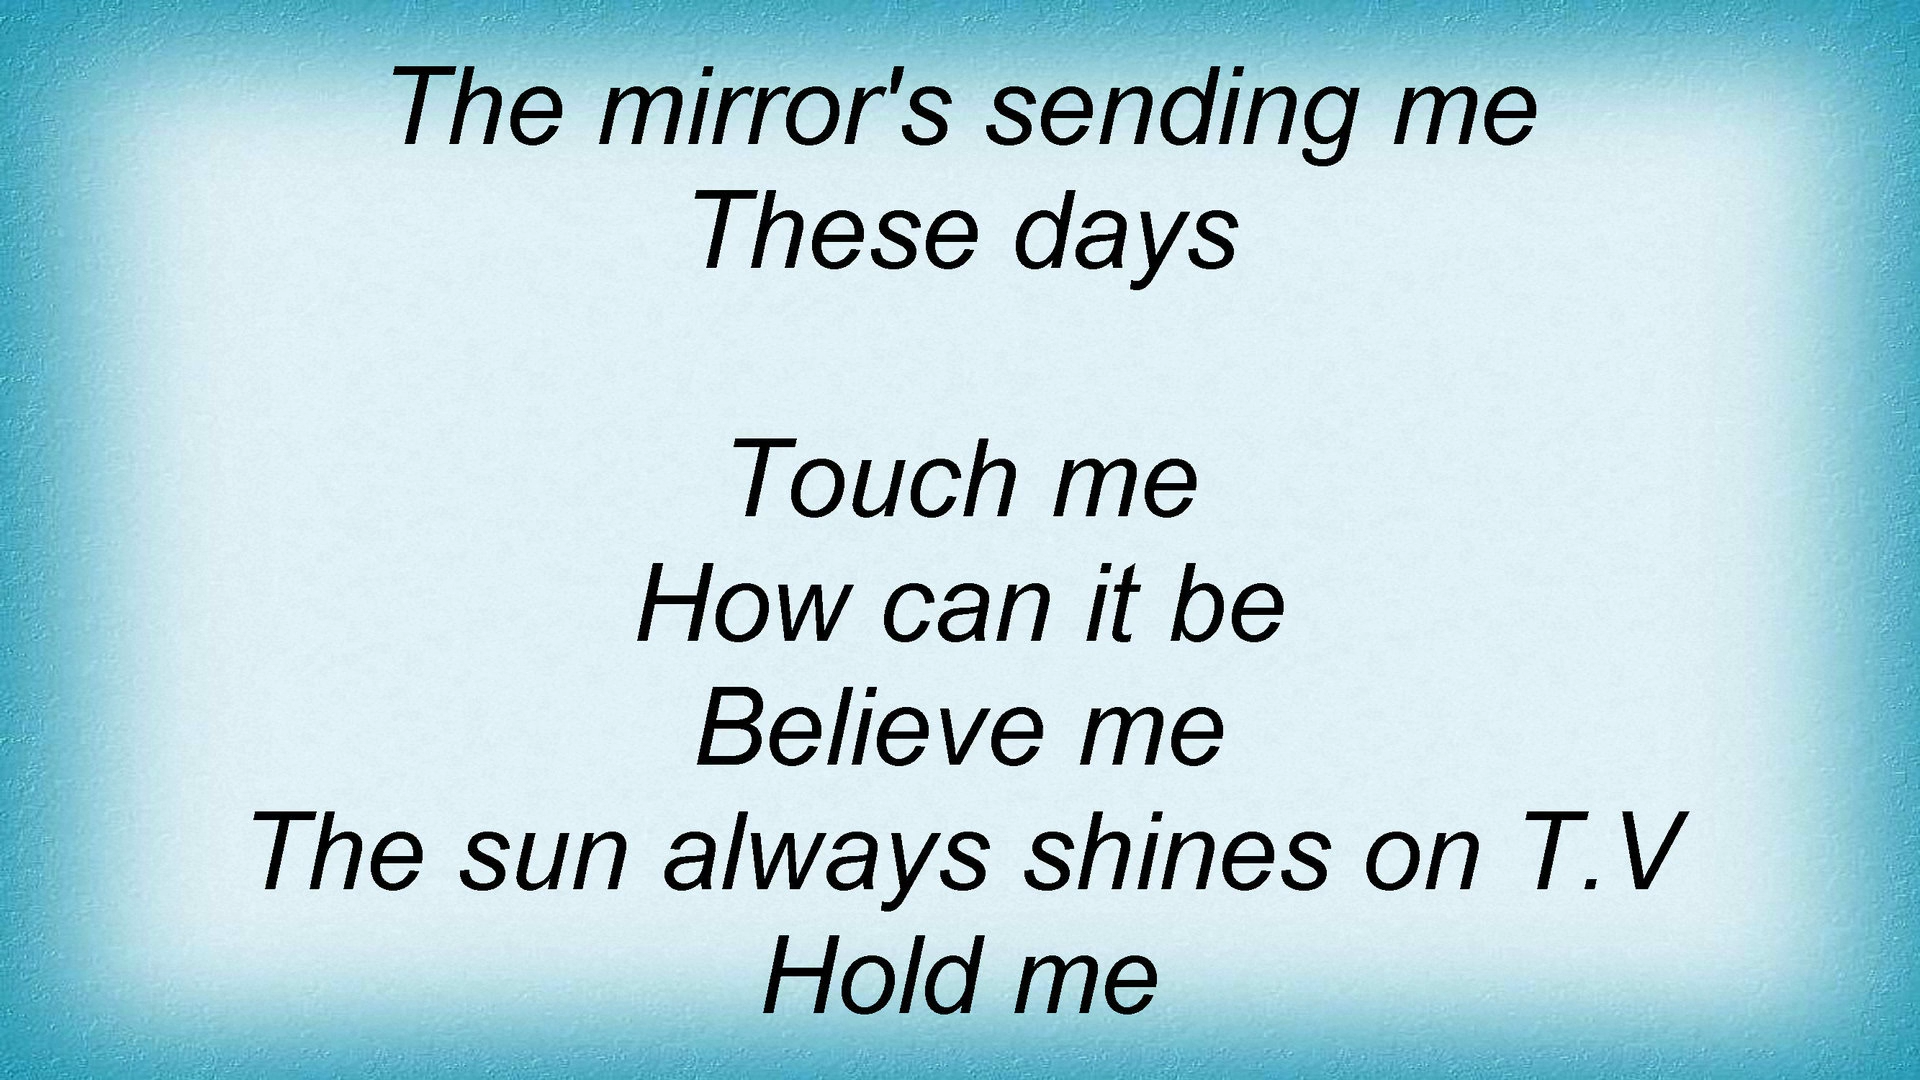 The mirror's sending me
These days
Touch me
How can it be
Believe me
The sun always shines on T.V
Hold me